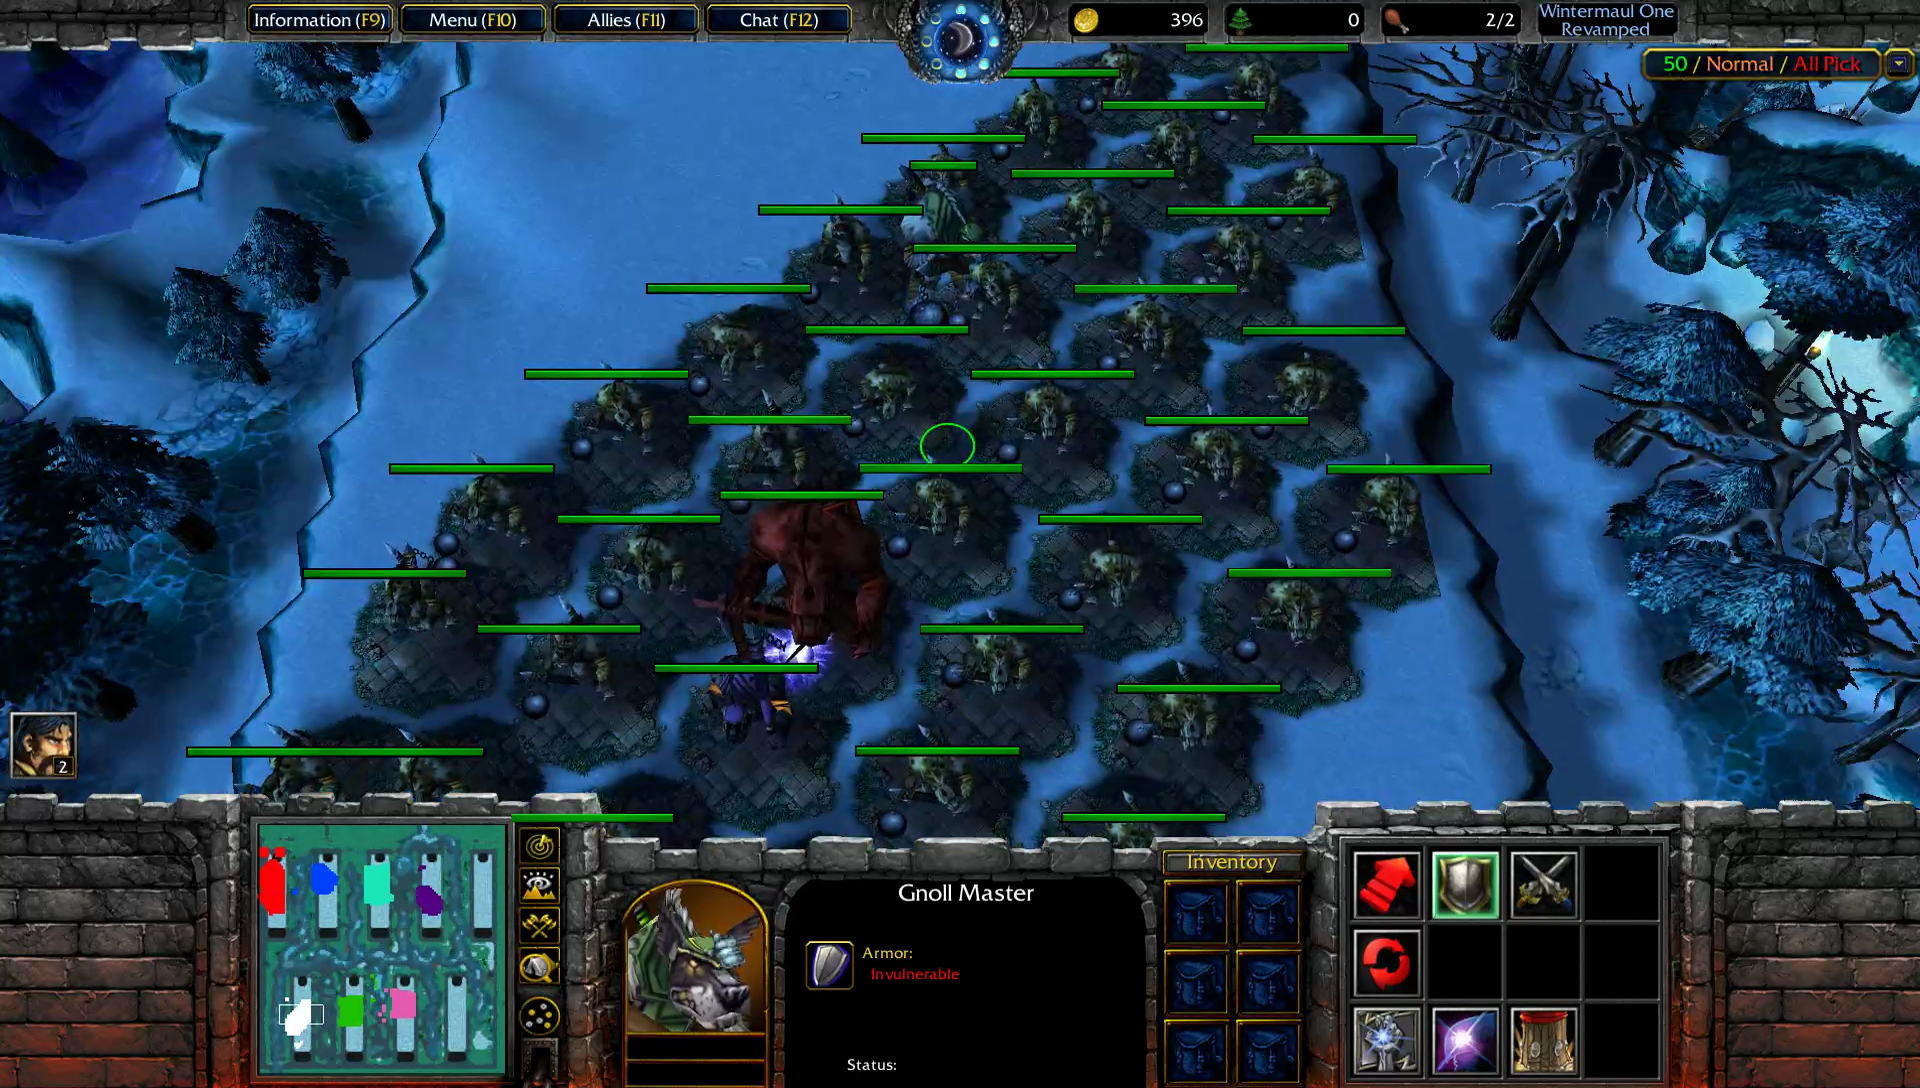 Information (F9)
Menu (F10)
Allies (F11)
Chat (F12)
396
0
2/2
Wintermaul One
Revamped
50 / Normal / All Pick
2
Gnoll Master
Armor:
Invulnerable
Status:
Inventory